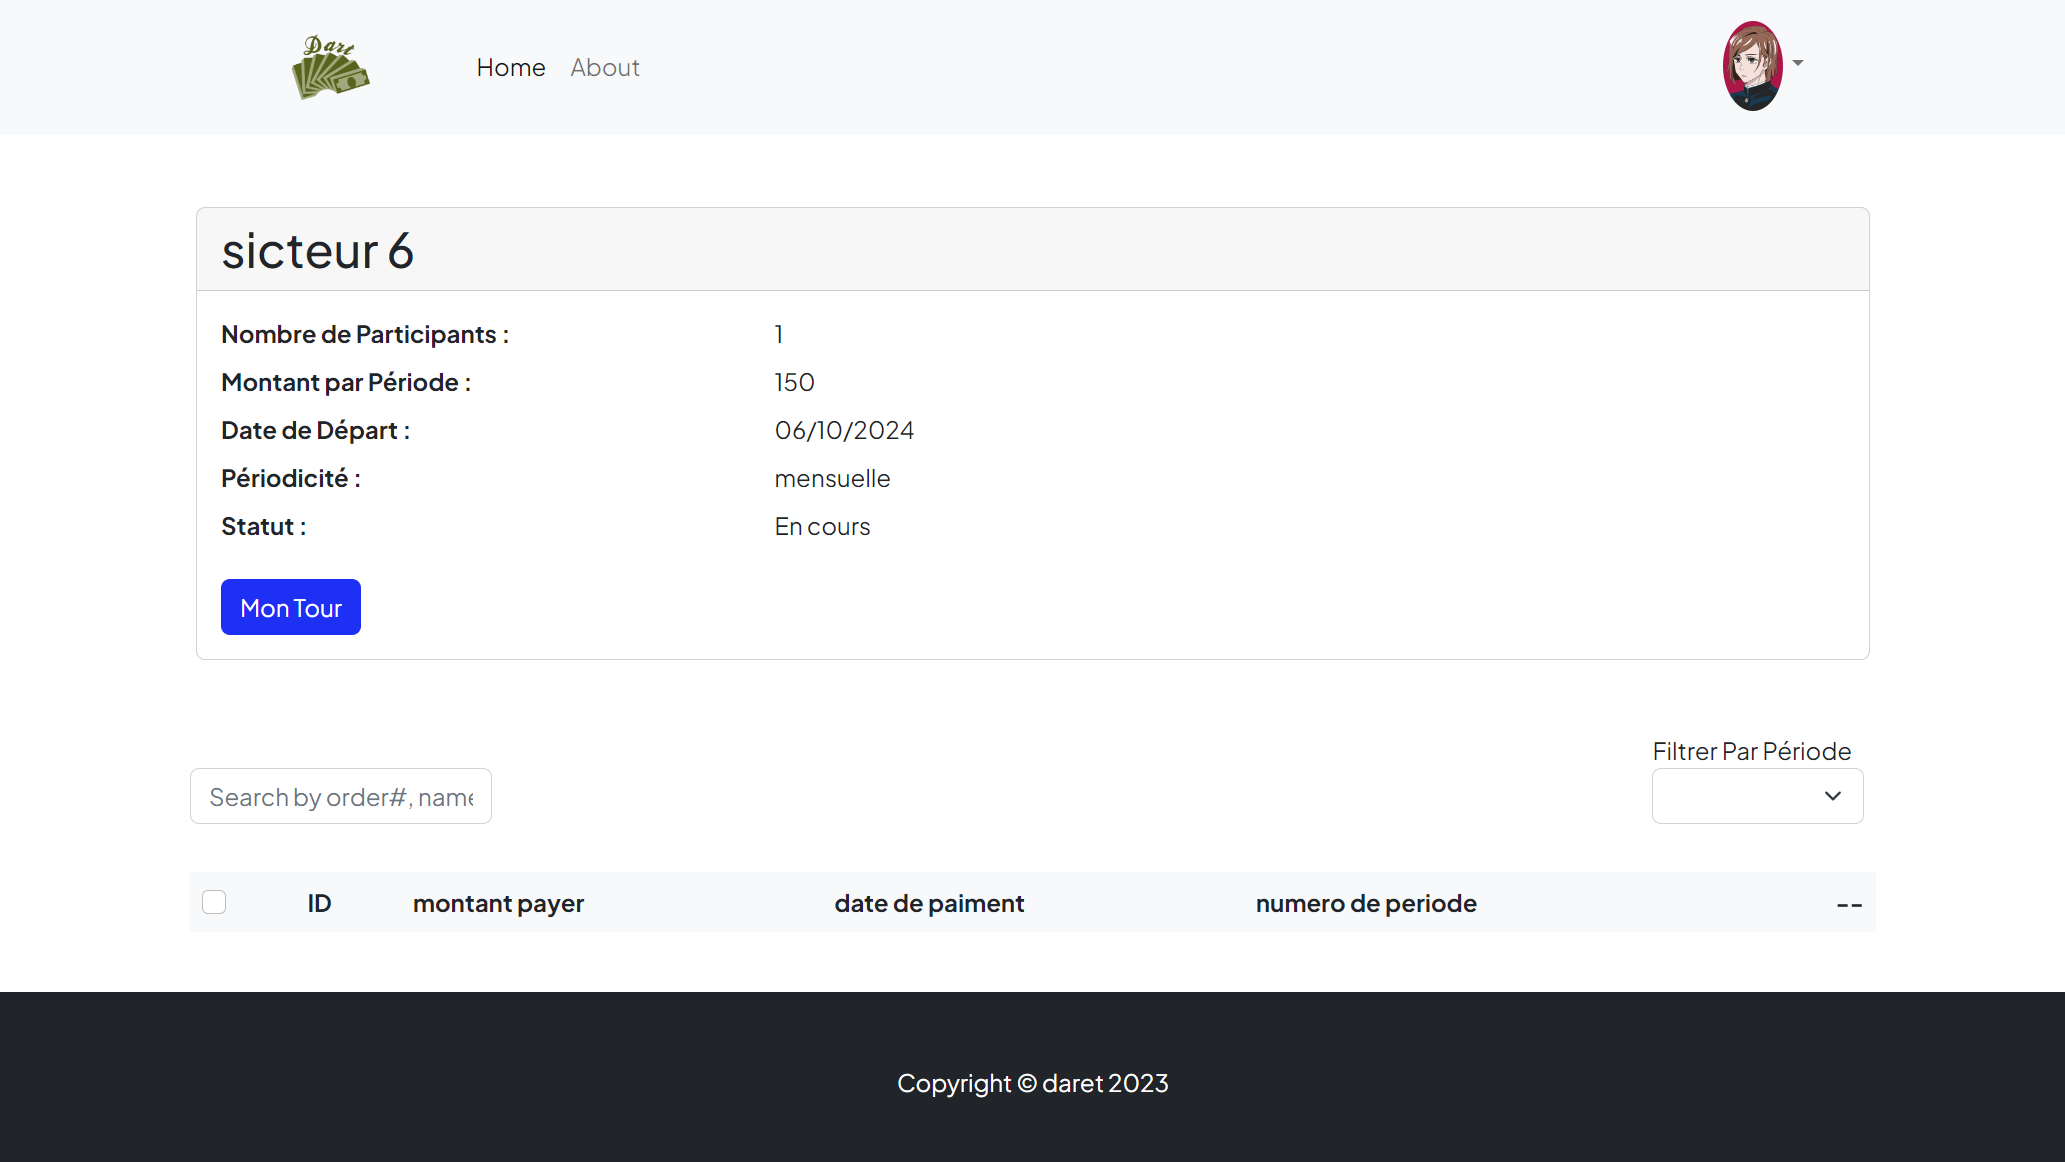 Dart
Home About
sicteur 6
Nombre de Participants : 1
Montant par Période : 150
Date de Départ : 06/10/2024
Périodicité : mensuelle
Statut : En cours
Mon Tour
Filtrer Par Période
Search by order#, name
ID montant payer date de paiment numero de periode --
Copyright © daret 2023